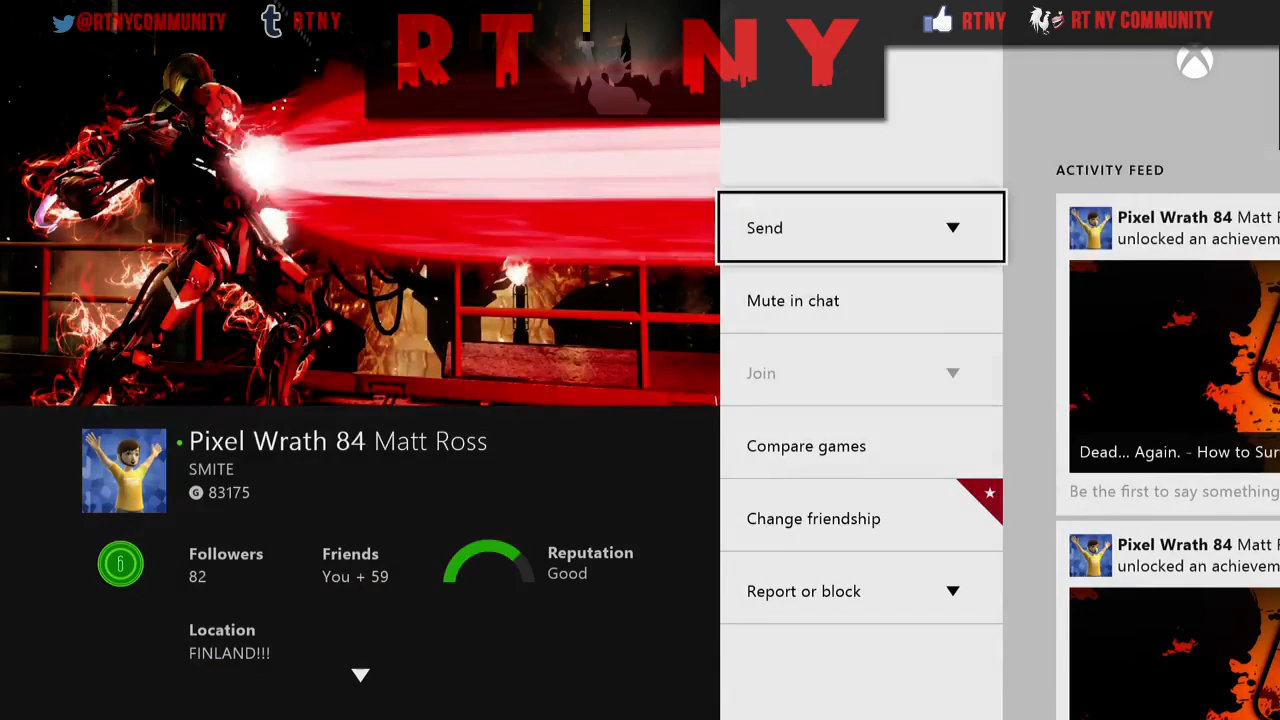 @RTNYCOMMUNITY
RTNY
RT NY
RTNY
RT NY COMMUNITY
Send
Mute in chat
Join
Compare games
Change friendship
Report or block
Pixel Wrath 84 Matt Ross
SMITE
G 83175
6
Followers
82
Friends
You + 59
Reputation
Good
Location
FINLAND!!!
ACTIVITY FEED
Pixel Wrath 84 Matt
unlocked an achievem
Dead... Again. - How to Sur
Be the first to say something
Pixel Wrath 84 Matt
unlocked an achievem